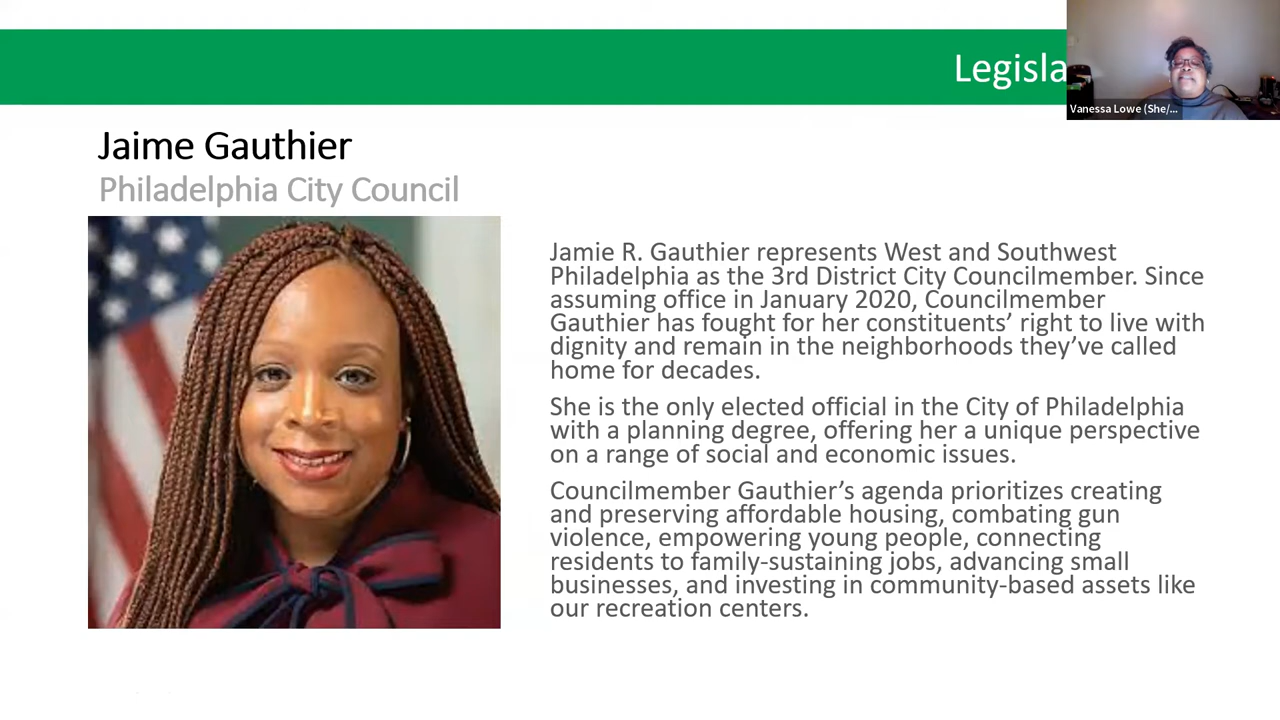 Legisla
Vanessa Lowe (She/...
Jaime Gauthier
Philadelphia City Council
Jamie R. Gauthier represents West and Southwest
Philadelphia as the 3rd District City Councilmember. Since
assuming office in January 2020, Councilmember
Gauthier has fought for her constituents’ right to live with
dignity and remain in the neighborhoods they’ve called
home for decades.
She is the only elected official in the City of Philadelphia
with a planning degree, offering her a unique perspective
on a range of social and economic issues.
Councilmember Gauthier’s agenda prioritizes creating
and preserving affordable housing, combating gun
violence, empowering young people, connecting
residents to family-sustaining jobs, advancing small
businesses, and investing in community-based assets like
our recreation centers.